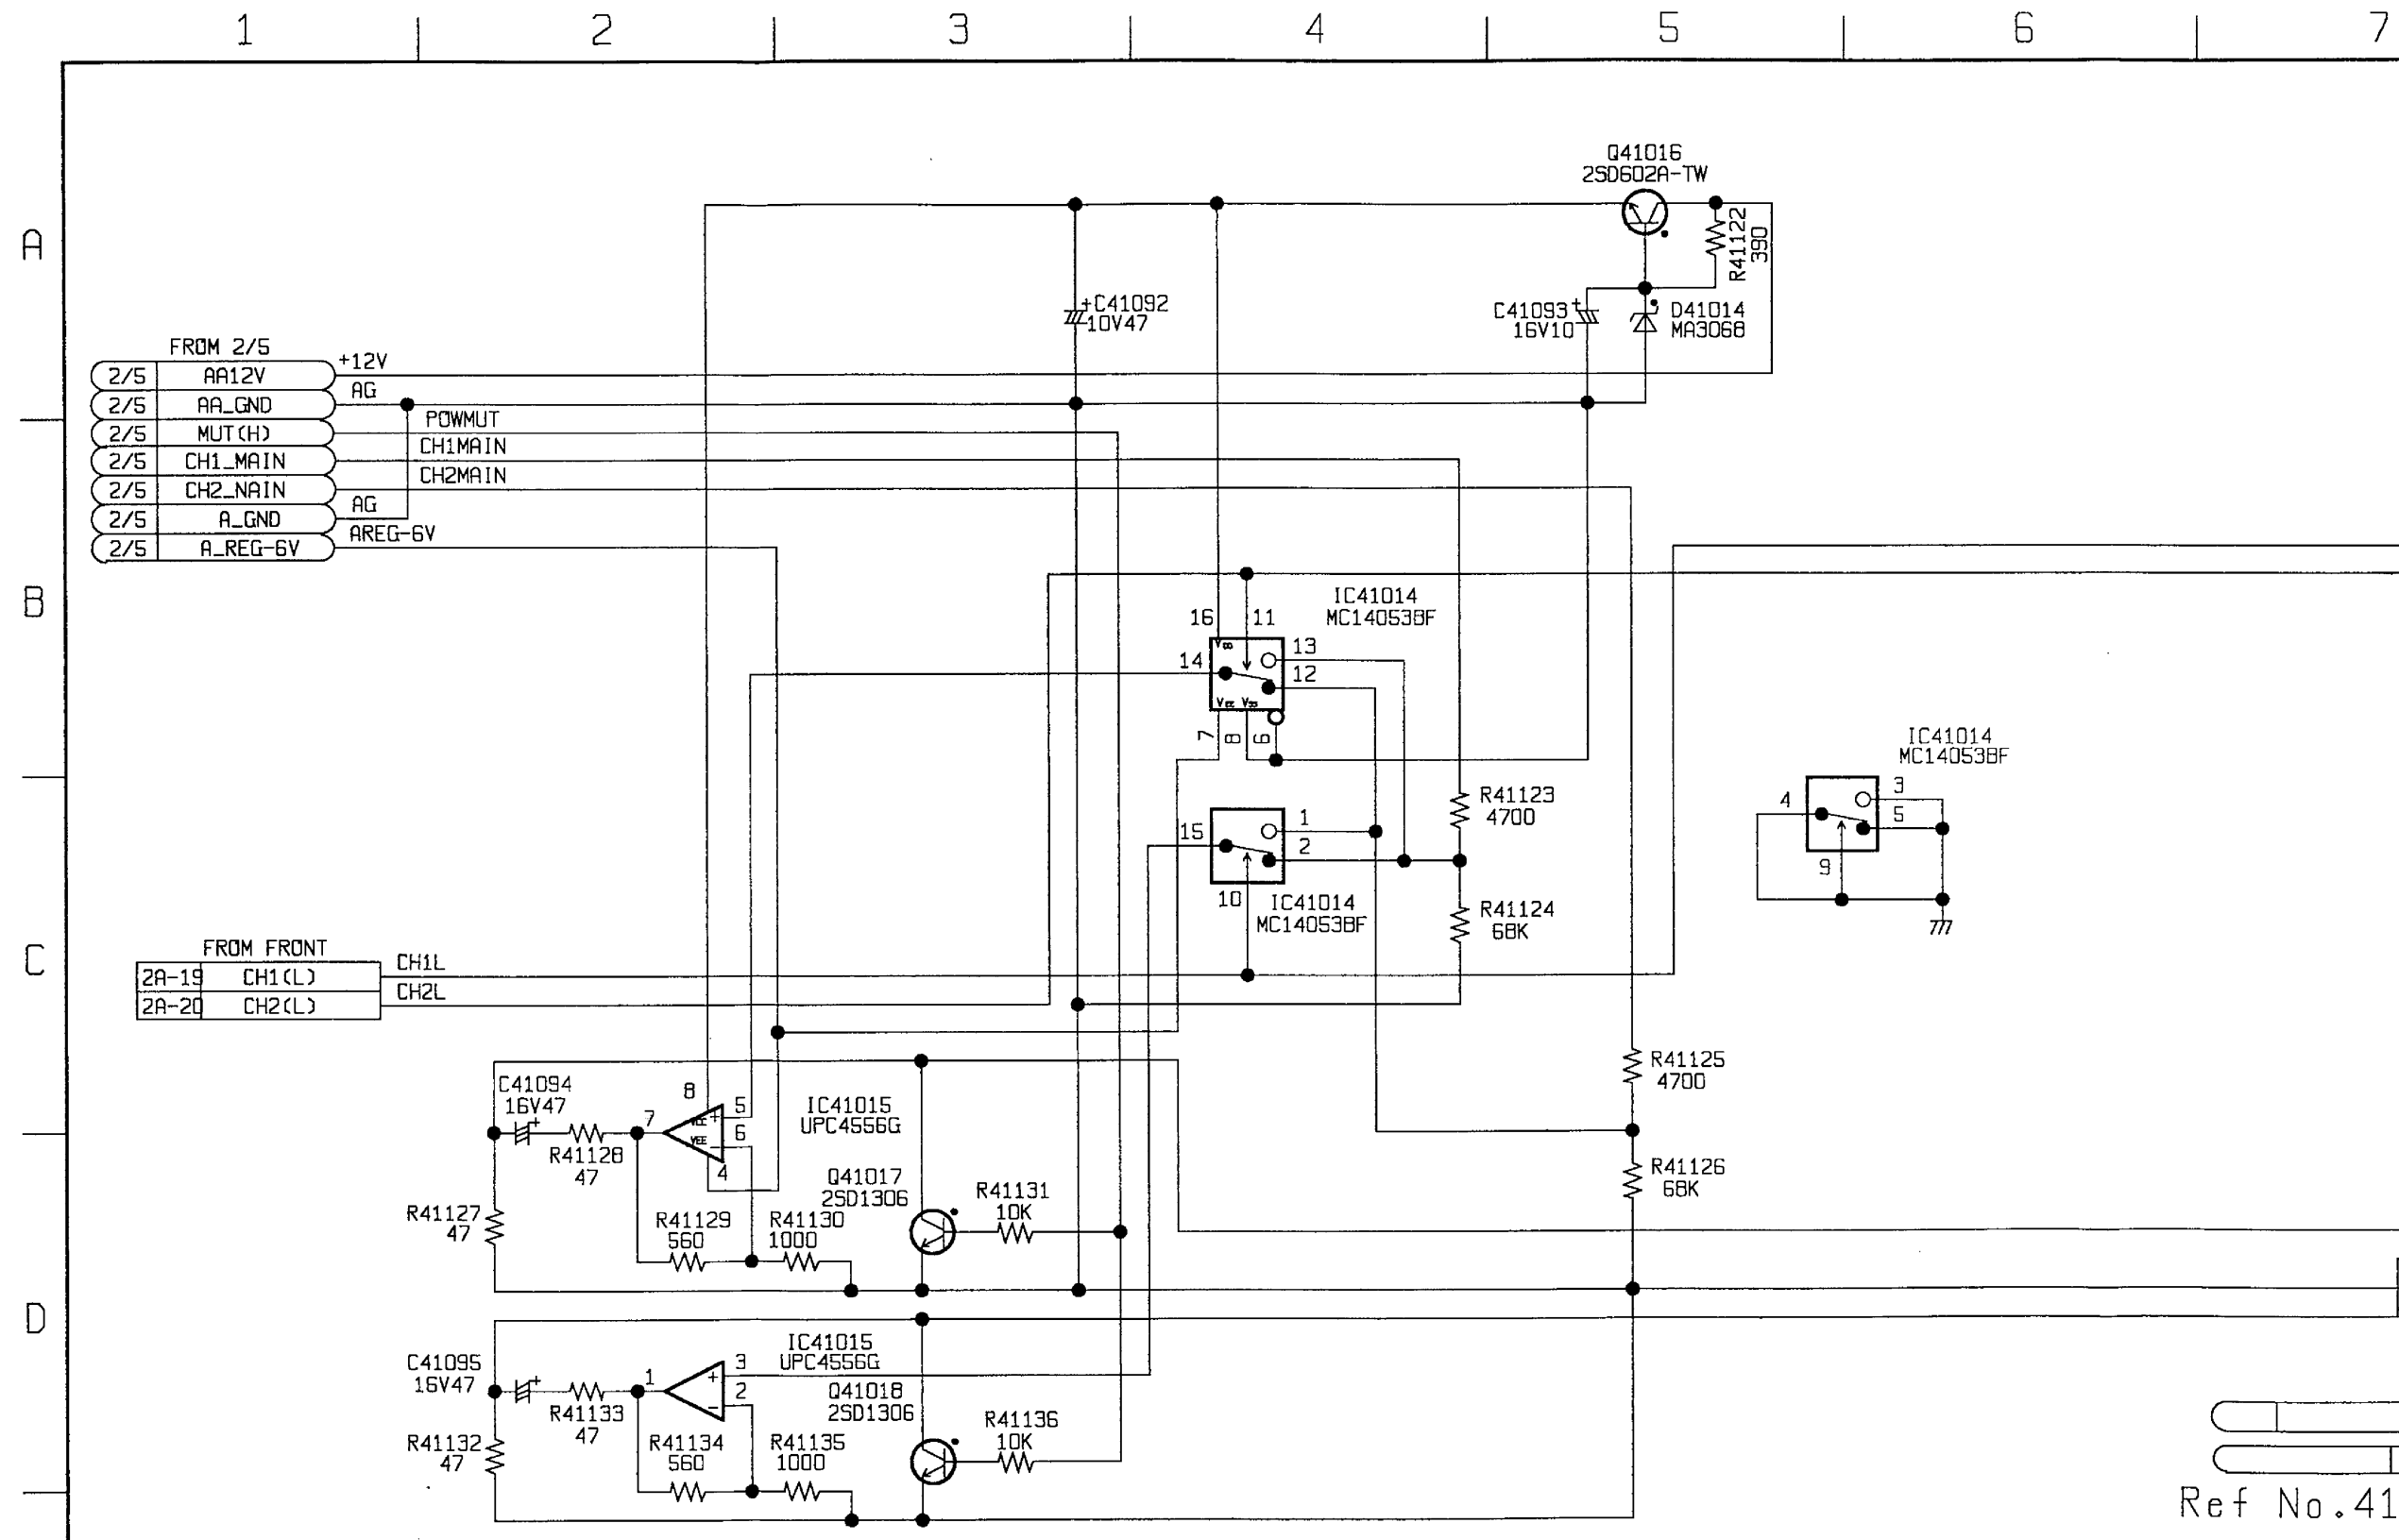 1 2 3 4 5 6 7
A
B
C
D
Q41016
2SD602A-TW
R41122
390
+C41092
10V47
C41093+
16V10
D41014
MA3068
FROM 2/5
2/5 AA12V +12V
2/5 AA_GND AG
2/5 MUT(H) POWMUT
2/5 CH1_MAIN CH1MAIN
2/5 CH2_NAIN CH2MAIN
2/5 A_GND AG
2/5 A_REG-6V AREG-6V
IC41014
MC14053BF
16 11
13
14
12
VEE
7 8 6
IC41014
MC14053BF
4 3
5
9
R41123
4700
15 1
2
10 IC41014
MC14053BF
R41124
68K
FROM FRONT
2A-19 CH1(L) CH1L
2A-20 CH2(L) CH2L
R41125
4700
C41094
16V47
+
8 5
7 6
4
VCC +
VEE -
IC41015
UPC4556G
R41128
47
R41126
68K
Q41017
2SD1306
R41131
10K
R41127
47
R41129
560
R41130
1000
IC41015
UPC4556G
C41095
16V47
+
1 3
2
+
-
Q41018
2SD1306
R41133
47
R41136
10K
R41132
47
R41134
560
R41135
1000
Ref No.41